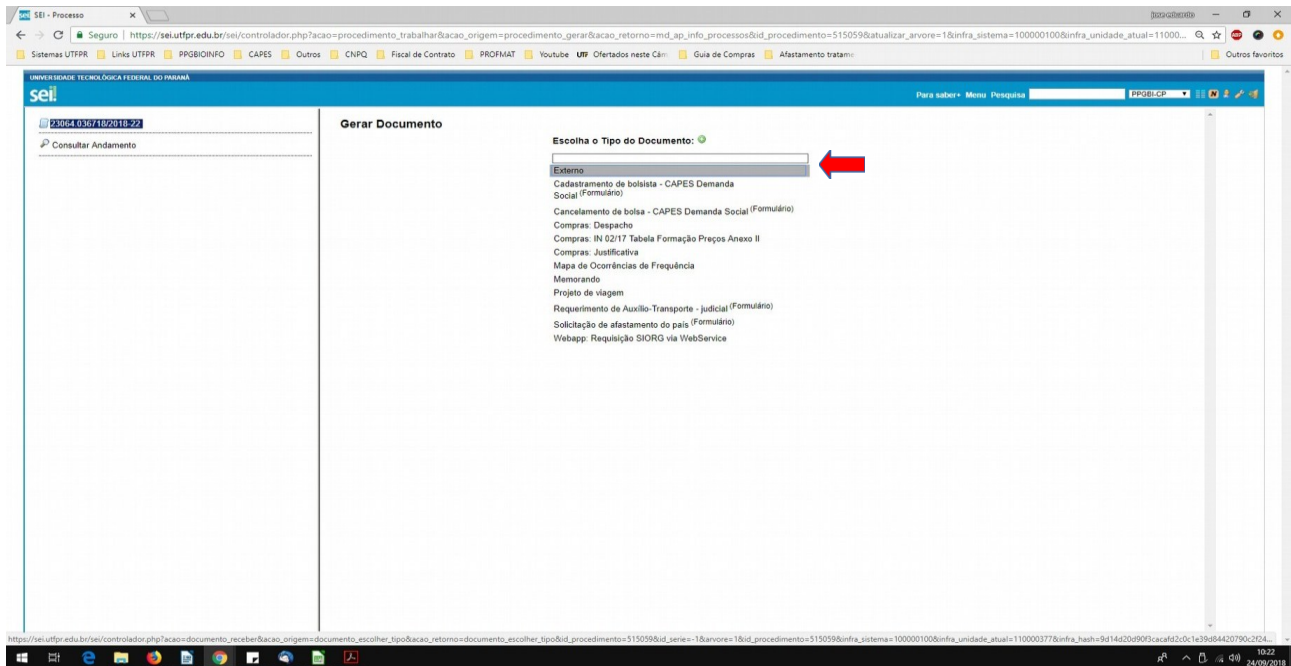 sei SEI - Processo
Seguro | https://sei.utfpr.edu.br/sei/controlador.php?acao=procedimento_trabalhar&acao_origem=procedimento_gerar&acao_retorno=md_ap_info_processos&id_procedimento=515059&atualizar_arvore=1&infra_sistema=100000100&infra_unidade_atual=11000...
Sistemas UTFPR Links UTFPR PPGBIOINFO CAPES Outros CNPQ Fiscal de Contrato PROFMAT Youtube UTF Ofertados neste Câm Guia de Compras Afastamento tratame Outros favoritos
UNIVERSIDADE TECNOLÓGICA FEDERAL DO PARANÁ
sei!
Para saber+ Menu Pesquisa PPGBI-CP
23064.036718/2018-22
Consultar Andamento
Gerar Documento
Escolha o Tipo do Documento:
Externo
Cadastramento de bolsista - CAPES Demanda
Social (Formulário)
Cancelamento de bolsa - CAPES Demanda Social (Formulário)
Compras: Despacho
Compras: IN 02/17 Tabela Formação Preços Anexo II
Compras: Justificativa
Mapa de Ocorrências de Frequência
Memorando
Projeto de viagem
Requerimento de Auxílio-Transporte - judicial (Formulário)
Solicitação de afastamento do país (Formulário)
Webapp: Requisição SIORG via WebService
https://sei.utfpr.edu.br/sei/controlador.php?acao=documento_receber&acao_origem=documento_escolher_tipo&acao_retorno=documento_escolher_tipo&id_procedimento=515059&id_serie=-1&arvore=1&id_procedimento=515059&infra_sistema=100000100&infra_unidade_atual=110000377&infra_hash=9d14d20d90f3cacafd2c0c1e39d84420790c2f24...
10:22
24/09/2018